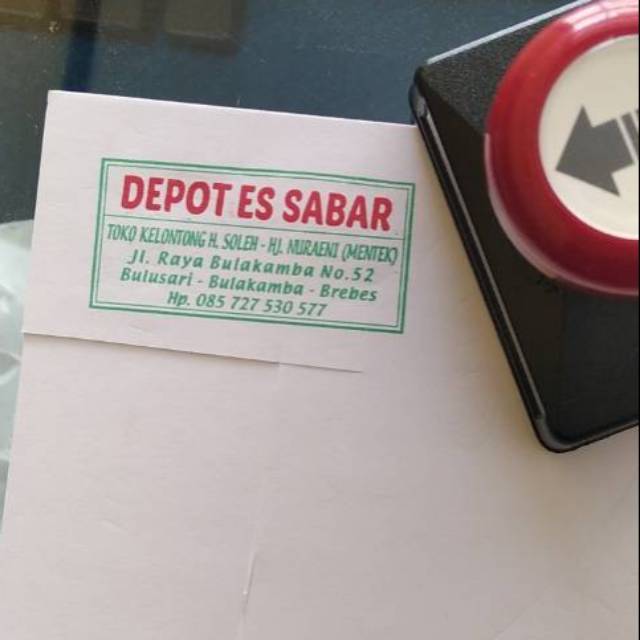 DEPOT ES SABAR
TOKO KELONTONG H. SOLEH - HJ. NURAENI (MENTEK)
Jl. Raya Bulakamba No.52
Bulusari - Bulakamba - Brebes
Hp. 085 727 530 577